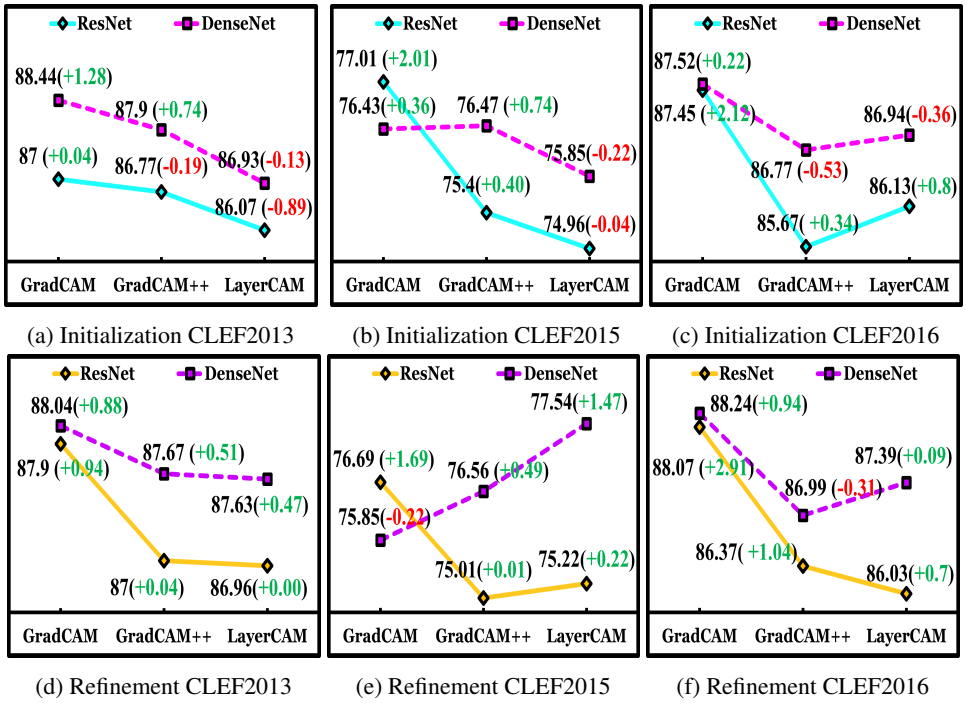 ResNet DenseNet
88.44(+1.28)
87.9 (+0.74)
87 (+0.04)
86.77(-0.19)
86.93(-0.13)
86.07 (-0.89)
GradCAM GradCAM++ LayerCAM
(a) Initialization CLEF2013
ResNet DenseNet
77.01 (+2.01)
76.43(+0.36)
76.47 (+0.74)
75.85(-0.22)
75.4(+0.40)
74.96(-0.04)
GradCAM GradCAM++ LayerCAM
(b) Initialization CLEF2015
ResNet DenseNet
87.52(+0.22)
87.45 (+2.12)
86.94(-0.36)
86.77 (-0.53)
86.13(+0.8)
85.67( +0.34)
GradCAM GradCAM++ LayerCAM
(c) Initialization CLEF2016
ResNet DenseNet
88.04(+0.88)
87.9 (+0.94)
87.67 (+0.51)
87.63(+0.47)
87(+0.04)
86.96(+0.00)
GradCAM GradCAM++ LayerCAM
(d) Refinement CLEF2013
ResNet DenseNet
77.54(+1.47)
76.69 (+1.69)
76.56 (+0.49)
75.85(-0.22)
75.01(+0.01)
75.22(+0.22)
GradCAM GradCAM++ LayerCAM
(e) Refinement CLEF2015
ResNet DenseNet
88.24(+0.94)
88.07 (+2.91)
87.39(+0.09)
86.99 (-0.31)
86.37( +1.04)
86.03(+0.7)
GradCAM GradCAM++ LayerCAM
(f) Refinement CLEF2016